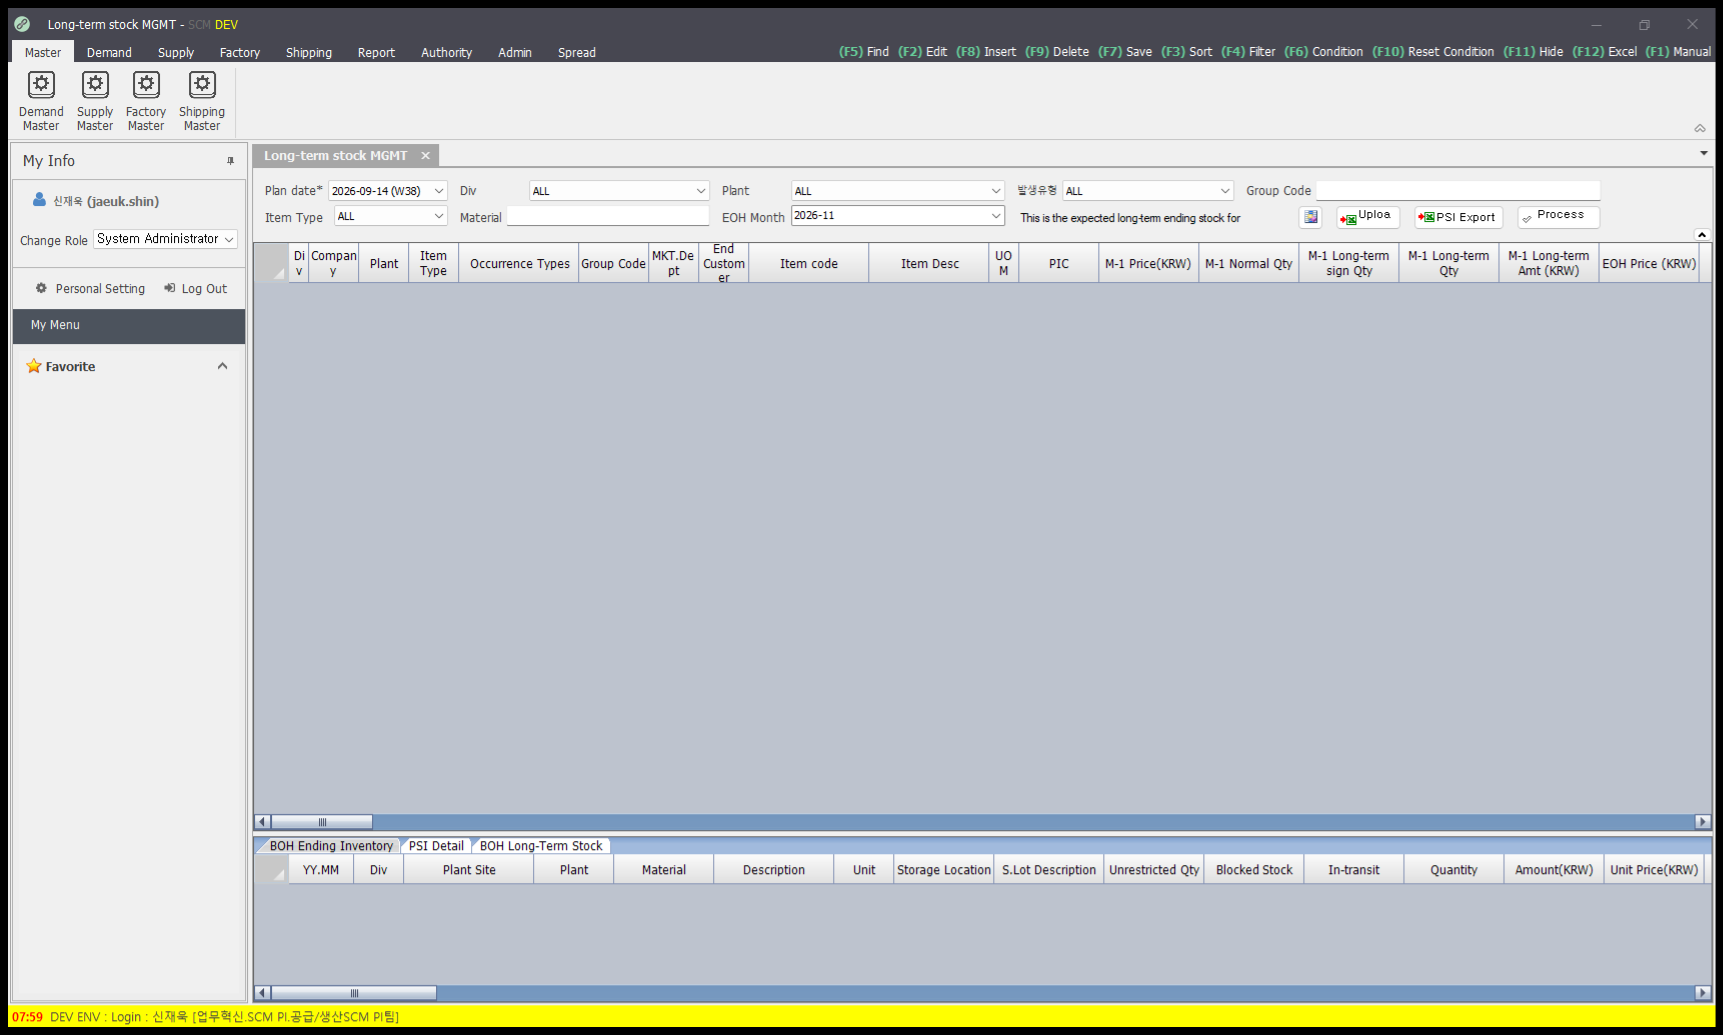 Long-term stock MGMT - SCM DEV
Master Demand Supply Factory Shipping Report Authority Admin Spread (F5) Find (F2) Edit (F8) Insert (F9) Delete (F7) Save (F3) Sort (F4) Filter (F6) Condition (F10) Reset Condition (F11) Hide (F12) Excel (F1) Manual
Demand Master Supply Master Factory Master Shipping Master
My Info
신재욱 (jaeuk.shin)
Change Role System Administrator
Personal Setting Log Out
My Menu
Favorite
Long-term stock MGMT
Plan date* 2026-09-14 (W38) Div ALL Plant ALL 발생유형 ALL Group Code
Item Type ALL Material EOH Month 2026-11 This is the expected long-term ending stock for Uploa PSI Export Process
Div Company Plant Item Type Occurrence Types Group Code MKT.Dept End Customer Item code Item Desc UOM PIC M-1 Price(KRW) M-1 Normal Qty M-1 Long-term sign Qty M-1 Long-term Qty M-1 Long-term Amt (KRW) EOH Price (KRW)
BOH Ending Inventory PSI Detail BOH Long-Term Stock
YY.MM Div Plant Site Plant Material Description Unit Storage Location S.Lot Description Unrestricted Qty Blocked Stock In-transit Quantity Amount(KRW) Unit Price(KRW)
07:59 DEV ENV : Login : 신재욱 [업무혁신.SCM PI.공급/생산SCM PI팀]